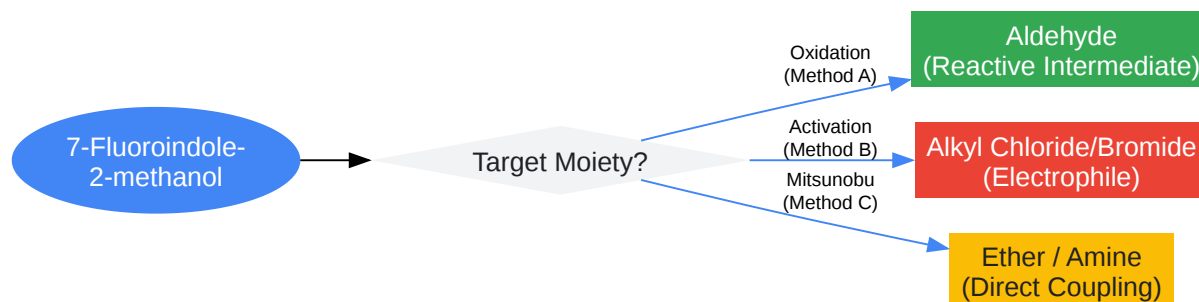 7-Fluoroindole-
2-methanol
Target Moiety?
Oxidation
(Method A)
Aldehyde
(Reactive Intermediate)
Activation
(Method B)
Alkyl Chloride/Bromide
(Electrophile)
Mitsunobu
(Method C)
Ether / Amine
(Direct Coupling)